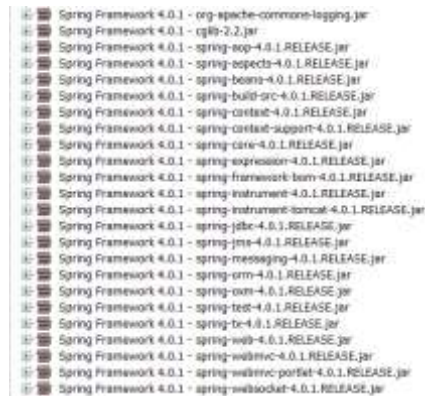 Spring Framework 4.0.1 - org-apache-commons-logging.jar
Spring Framework 4.0.1 - cglib-2.2.jar
Spring Framework 4.0.1 - spring-aop-4.0.1.RELEASE.jar
Spring Framework 4.0.1 - spring-aspects-4.0.1.RELEASE.jar
Spring Framework 4.0.1 - spring-beans-4.0.1.RELEASE.jar
Spring Framework 4.0.1 - spring-build-src-4.0.1.RELEASE.jar
Spring Framework 4.0.1 - spring-context-4.0.1.RELEASE.jar
Spring Framework 4.0.1 - spring-context-support-4.0.1.RELEASE.jar
Spring Framework 4.0.1 - spring-core-4.0.1.RELEASE.jar
Spring Framework 4.0.1 - spring-expression-4.0.1.RELEASE.jar
Spring Framework 4.0.1 - spring-framework-bom-4.0.1.RELEASE.jar
Spring Framework 4.0.1 - spring-instrument-4.0.1.RELEASE.jar
Spring Framework 4.0.1 - spring-instrument-tomcat-4.0.1.RELEASE.jar
Spring Framework 4.0.1 - spring-jdbc-4.0.1.RELEASE.jar
Spring Framework 4.0.1 - spring-jms-4.0.1.RELEASE.jar
Spring Framework 4.0.1 - spring-messaging-4.0.1.RELEASE.jar
Spring Framework 4.0.1 - spring-orm-4.0.1.RELEASE.jar
Spring Framework 4.0.1 - spring-oxm-4.0.1.RELEASE.jar
Spring Framework 4.0.1 - spring-test-4.0.1.RELEASE.jar
Spring Framework 4.0.1 - spring-tx-4.0.1.RELEASE.jar
Spring Framework 4.0.1 - spring-web-4.0.1.RELEASE.jar
Spring Framework 4.0.1 - spring-webmvc-4.0.1.RELEASE.jar
Spring Framework 4.0.1 - spring-webmvc-portlet-4.0.1.RELEASE.jar
Spring Framework 4.0.1 - spring-websocket-4.0.1.RELEASE.jar